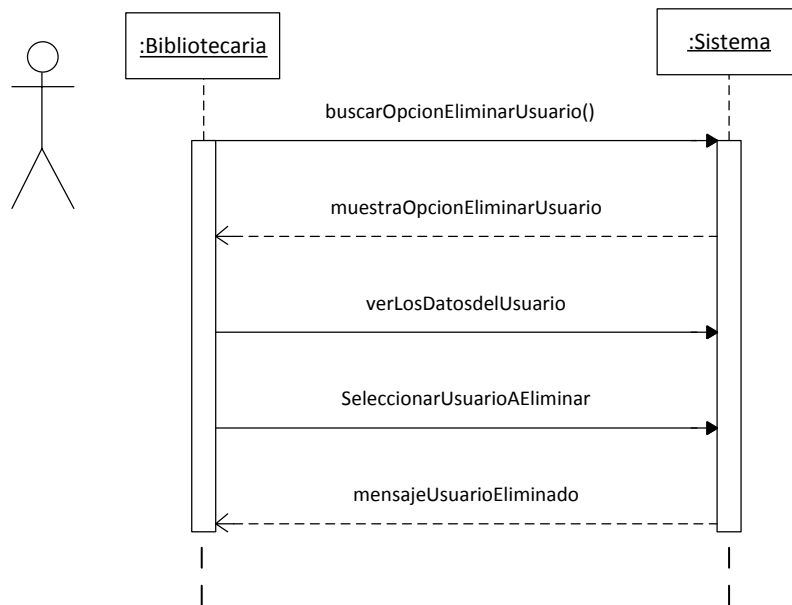 :Bibliotecaria
:Sistema
buscarOpcionEliminarUsuario()
muestraOpcionEliminarUsuario
verLosDatosdelUsuario
SeleccionarUsuarioAEliminar
mensajeUsuarioEliminado